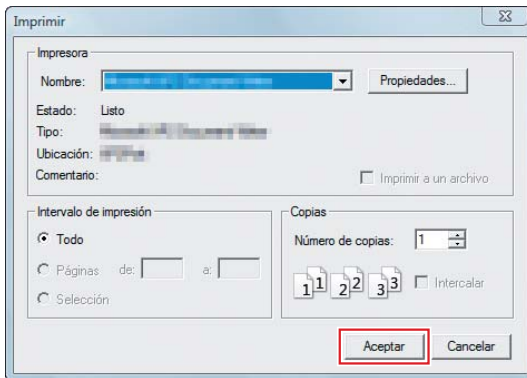 Imprimir
Impresora
Nombre:
Propiedades...
Estado: Listo
Tipo:
Ubicación:
Comentario:
Imprimir a un archivo
Intervalo de impresión
Todo
Páginas de: a:
Selección
Copias
Número de copias: 1
1 1 2 2 3 3
Intercalar
Aceptar Cancelar